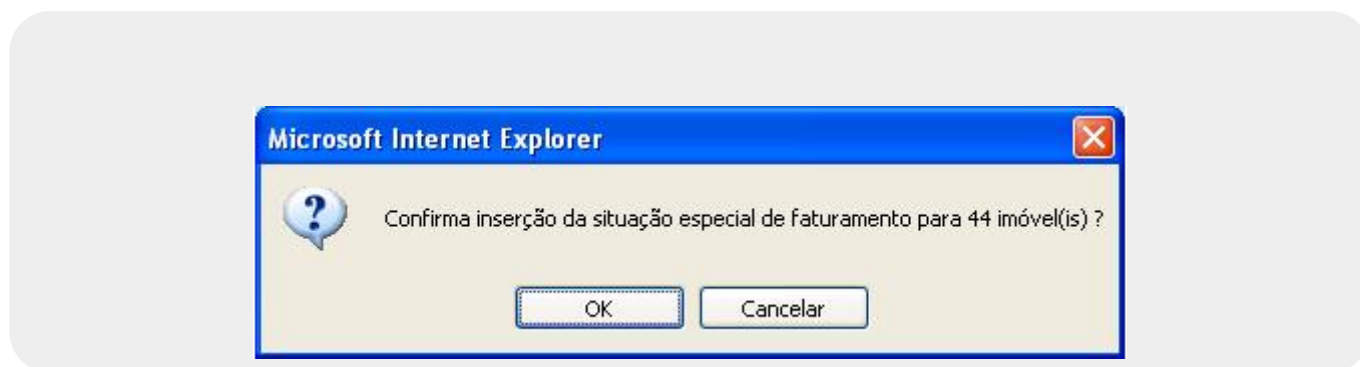 Microsoft Internet Explorer
Confirma inserção da situação especial de faturamento para 44 imóvel(is) ?
OK
Cancelar